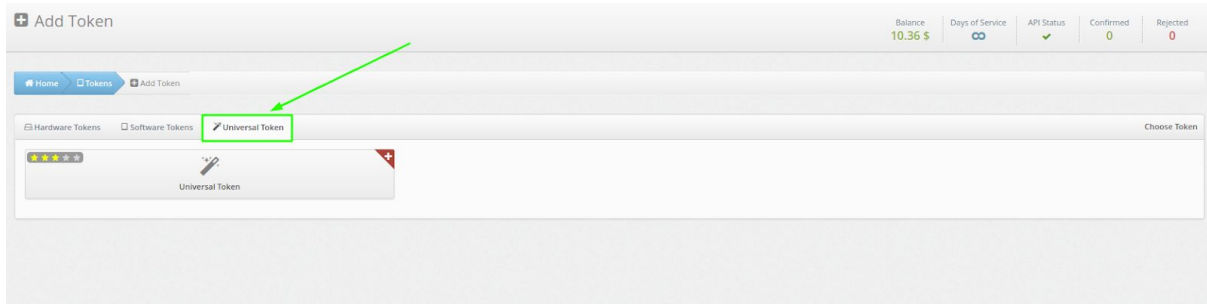 Add Token
Balance Days of Service API Status Confirmed Rejected
10.36 $ 0 0
Home Tokens Add Token
Hardware Tokens Software Tokens Universal Token Choose Token
Universal Token